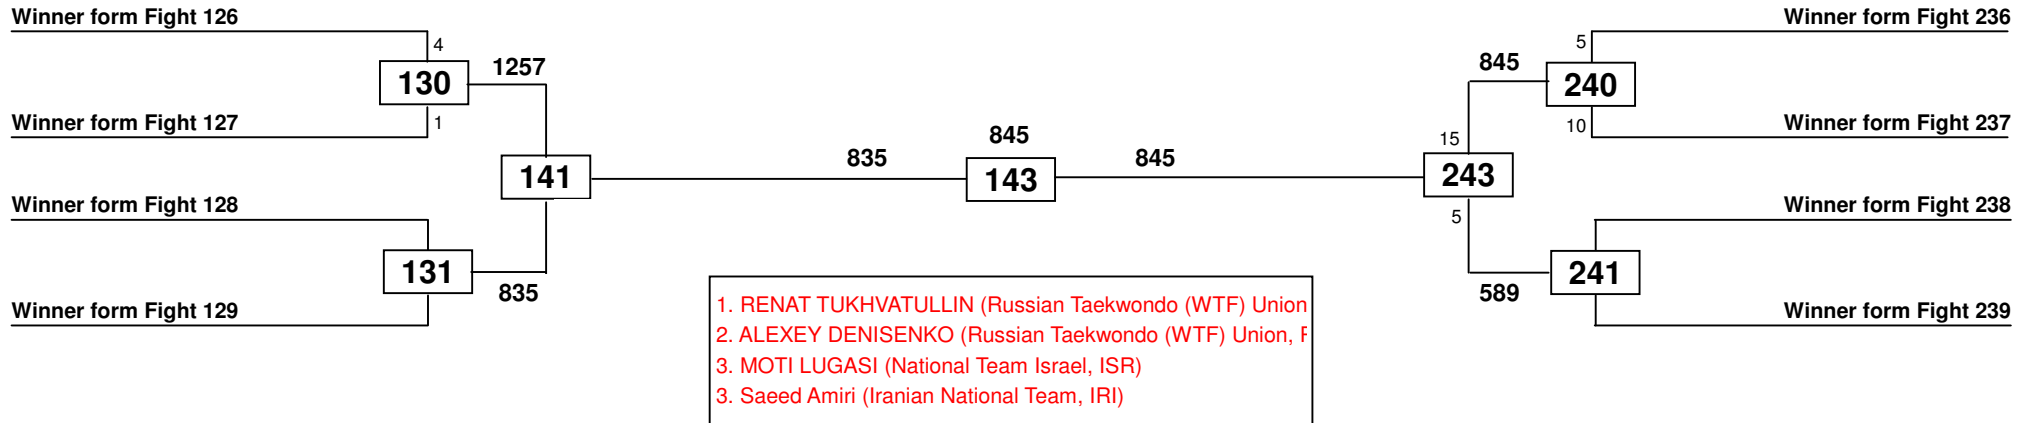 Winner form Fight 126
4
130
1257
Winner form Fight 127
1
141
835
Winner form Fight 128
131
835
Winner form Fight 129
845
143
845
Winner form Fight 236
5
845
240
Winner form Fight 237
10
15
243
5
Winner form Fight 238
241
589
Winner form Fight 239
1. RENAT TUKHVATULLIN (Russian Taekwondo (WTF) Union
2. ALEXEY DENISENKO (Russian Taekwondo (WTF) Union,
3. MOTI LUGASI (National Team Israel, ISR)
3. Saeed Amiri (Iranian National Team, IRI)